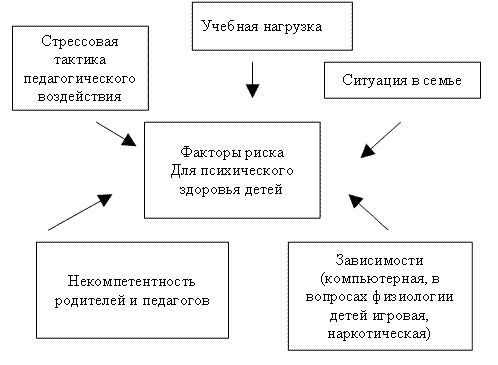 Учебная нагрузка
Стрессовая
тактика
педагогического
воздействия
Ситуация в семье
Факторы риска
Для психического
здоровья детей
Некомпетентность
родителей и педагогов
Зависимости
(компьютерная, в
вопросах физиологии
детей игровая,
наркотическая)